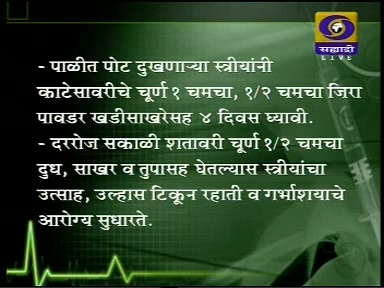 सह्याद्री
LIVE
- पाळीत पोट दुखणाऱ्या स्त्रीयांनी
काटेसावरीचे चूर्ण १ चमचा, १/२ चमचा जिरा
पावडर खडीसाखरेसह ४ दिवस घ्यावी.
- दररोज सकाळी शतावरी चूर्ण १/२ चमचा
दुध, साखर व तुपासह घेतल्यास स्त्रीयांचा
उत्साह, उल्हास टिकून रहाती व गर्भाशयाचे
आरोग्य सुधारते.